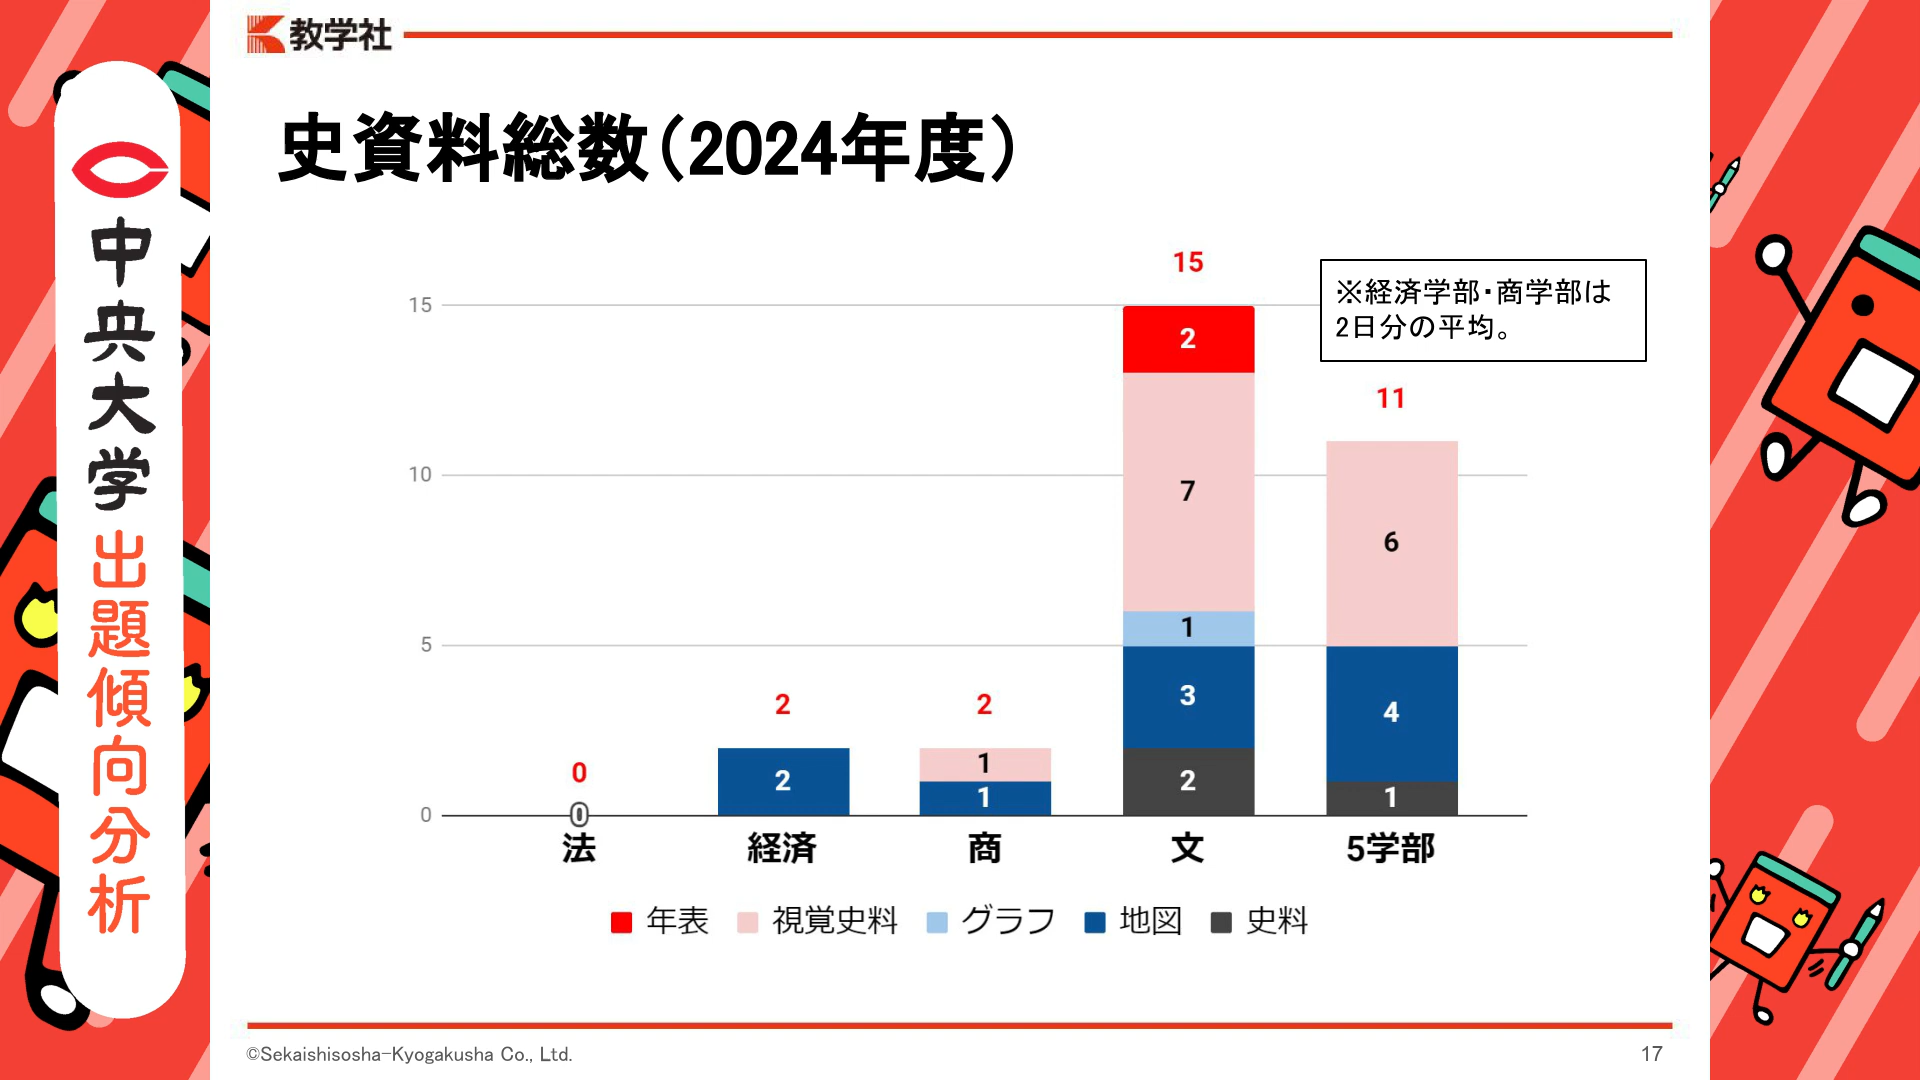 教学社
中央大学出題傾向分析
史資料総数(2024年度)
※経済学部・商学部は
2日分の平均。
15
10
5
0
0
0
2
2
2
1
1
15
2
7
1
3
2
11
6
4
1
法 経済 商 文 5学部
年表 視覚史料 グラフ 地図 史料
©Sekaishisosha-Kyogakusha Co., Ltd.
17